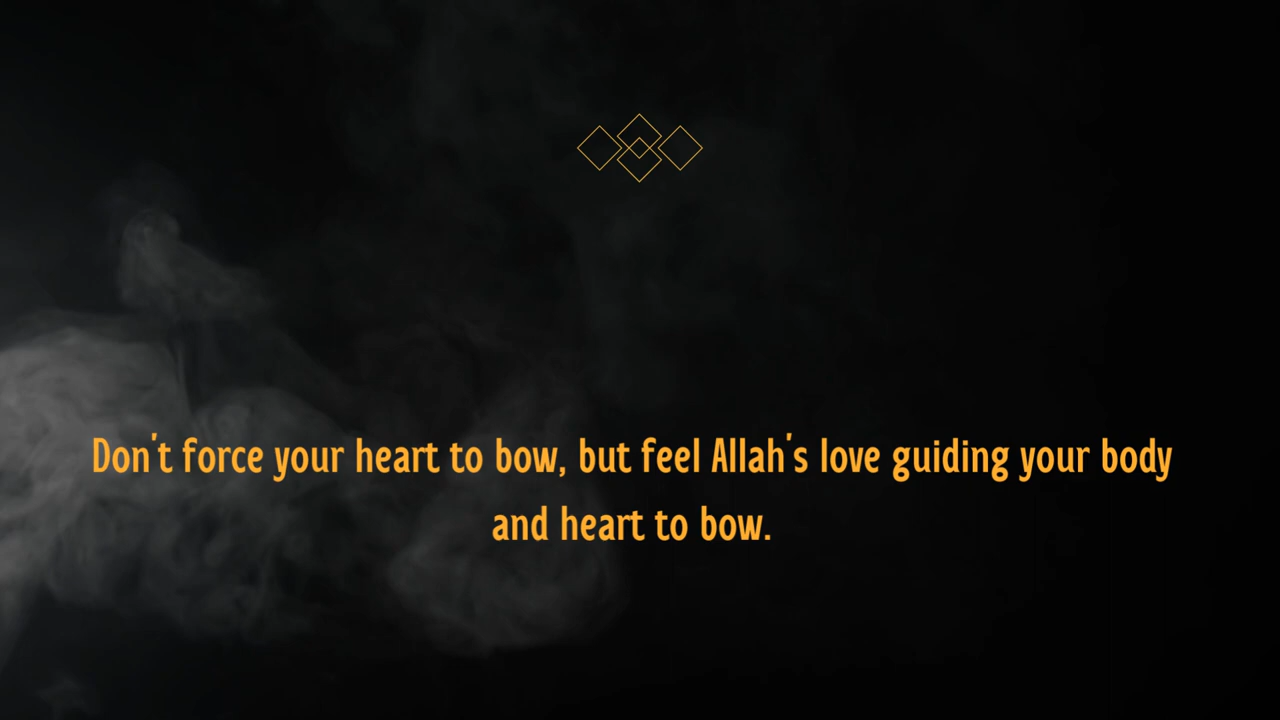 Don't force your heart to bow, but feel Allah's love guiding your body
and heart to bow.